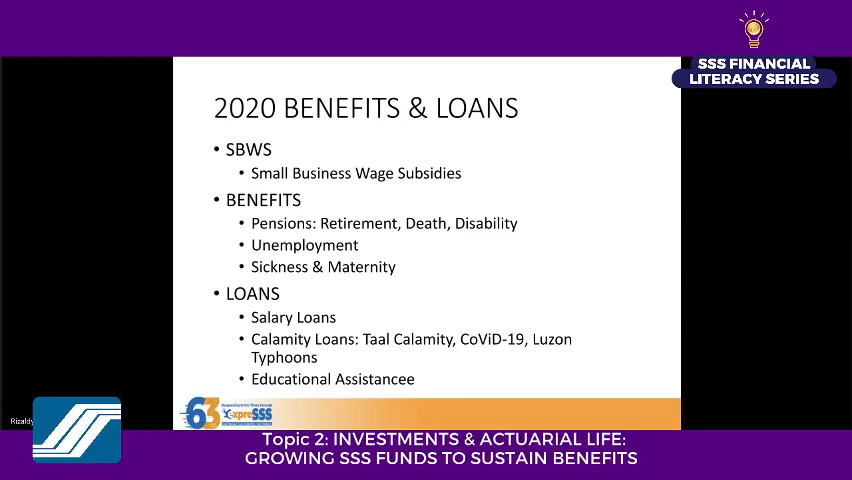 SSS FINANCIAL
LITERACY SERIES
2020 BENEFITS & LOANS
• SBWS
• Small Business Wage Subsidies
• BENEFITS
• Pensions: Retirement, Death, Disability
• Unemployment
• Sickness & Maternity
• LOANS
• Salary Loans
• Calamity Loans: Taal Calamity, CoViD-19, Luzon
Typhoons
• Educational Assistancee
63
expreSSS
Rizaldy
Topic 2: INVESTMENTS & ACTUARIAL LIFE:
GROWING SSS FUNDS TO SUSTAIN BENEFITS